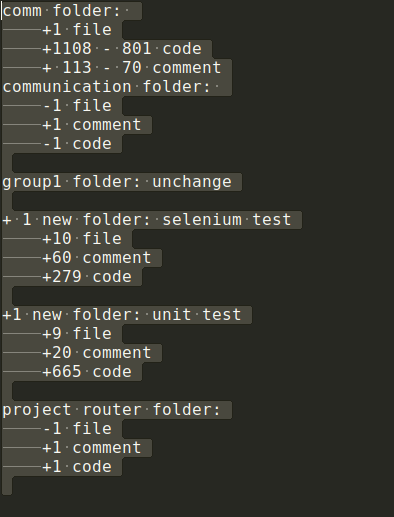 comm folder:
+1 file
+1108 - 801 code
+ 113 - 70 comment
communication folder:
-1 file
+1 comment
-1 code
group1 folder: unchange
+ 1 new folder: selenium test
+10 file
+60 comment
+279 code
+1 new folder: unit test
+9 file
+20 comment
+665 code
project router folder:
-1 file
+1 comment
+1 code